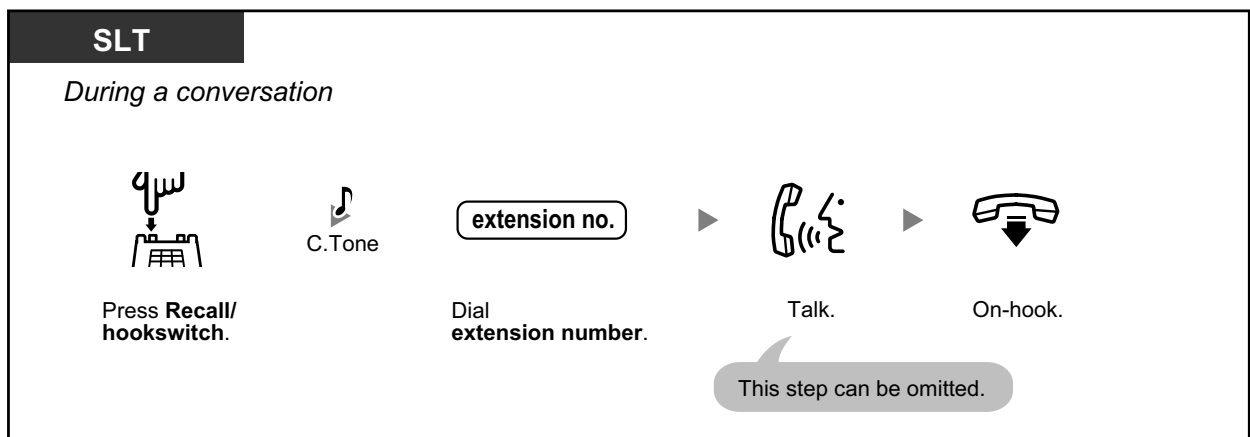 SLT
During a conversation
C.Tone
extension no.
Press Recall/
hookswitch.
Dial
extension number.
Talk.
On-hook.
This step can be omitted.